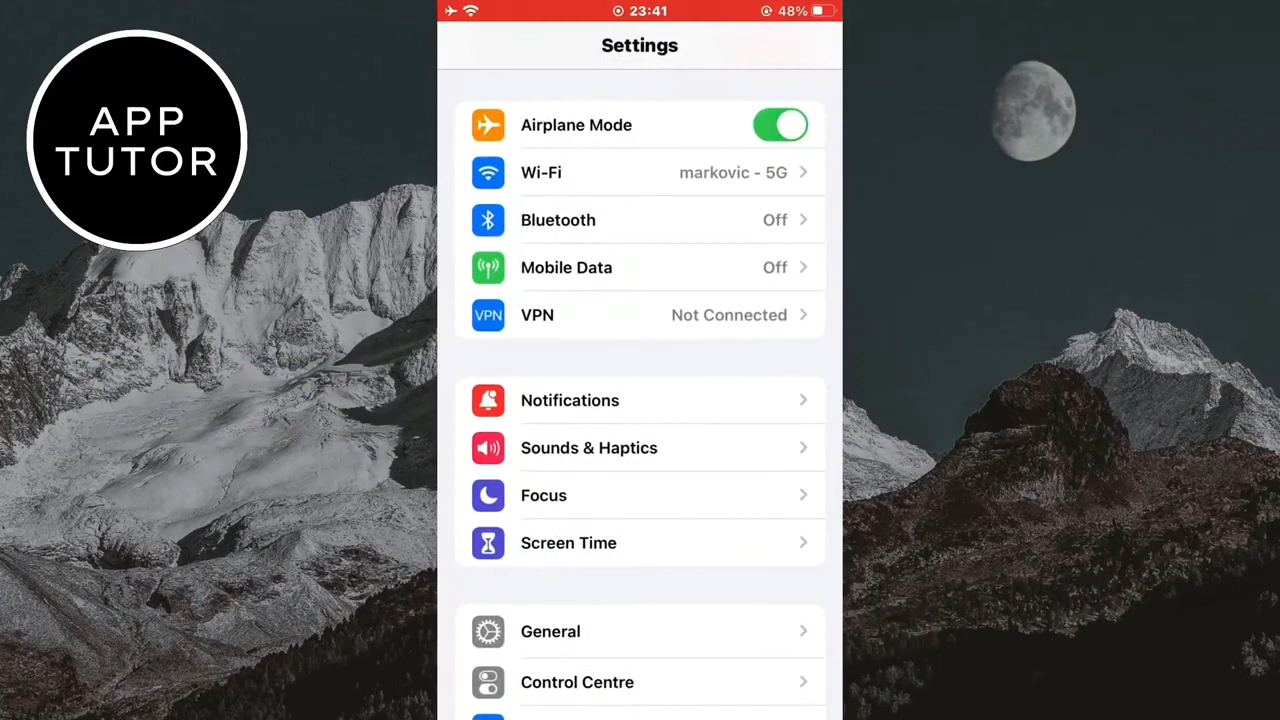 APP
TUTOR
23:41
48%
Settings
Airplane Mode
Wi-Fi markovic - 5G
Bluetooth Off
Mobile Data Off
VPN VPN Not Connected
Notifications
Sounds & Haptics
Focus
Screen Time
General
Control Centre